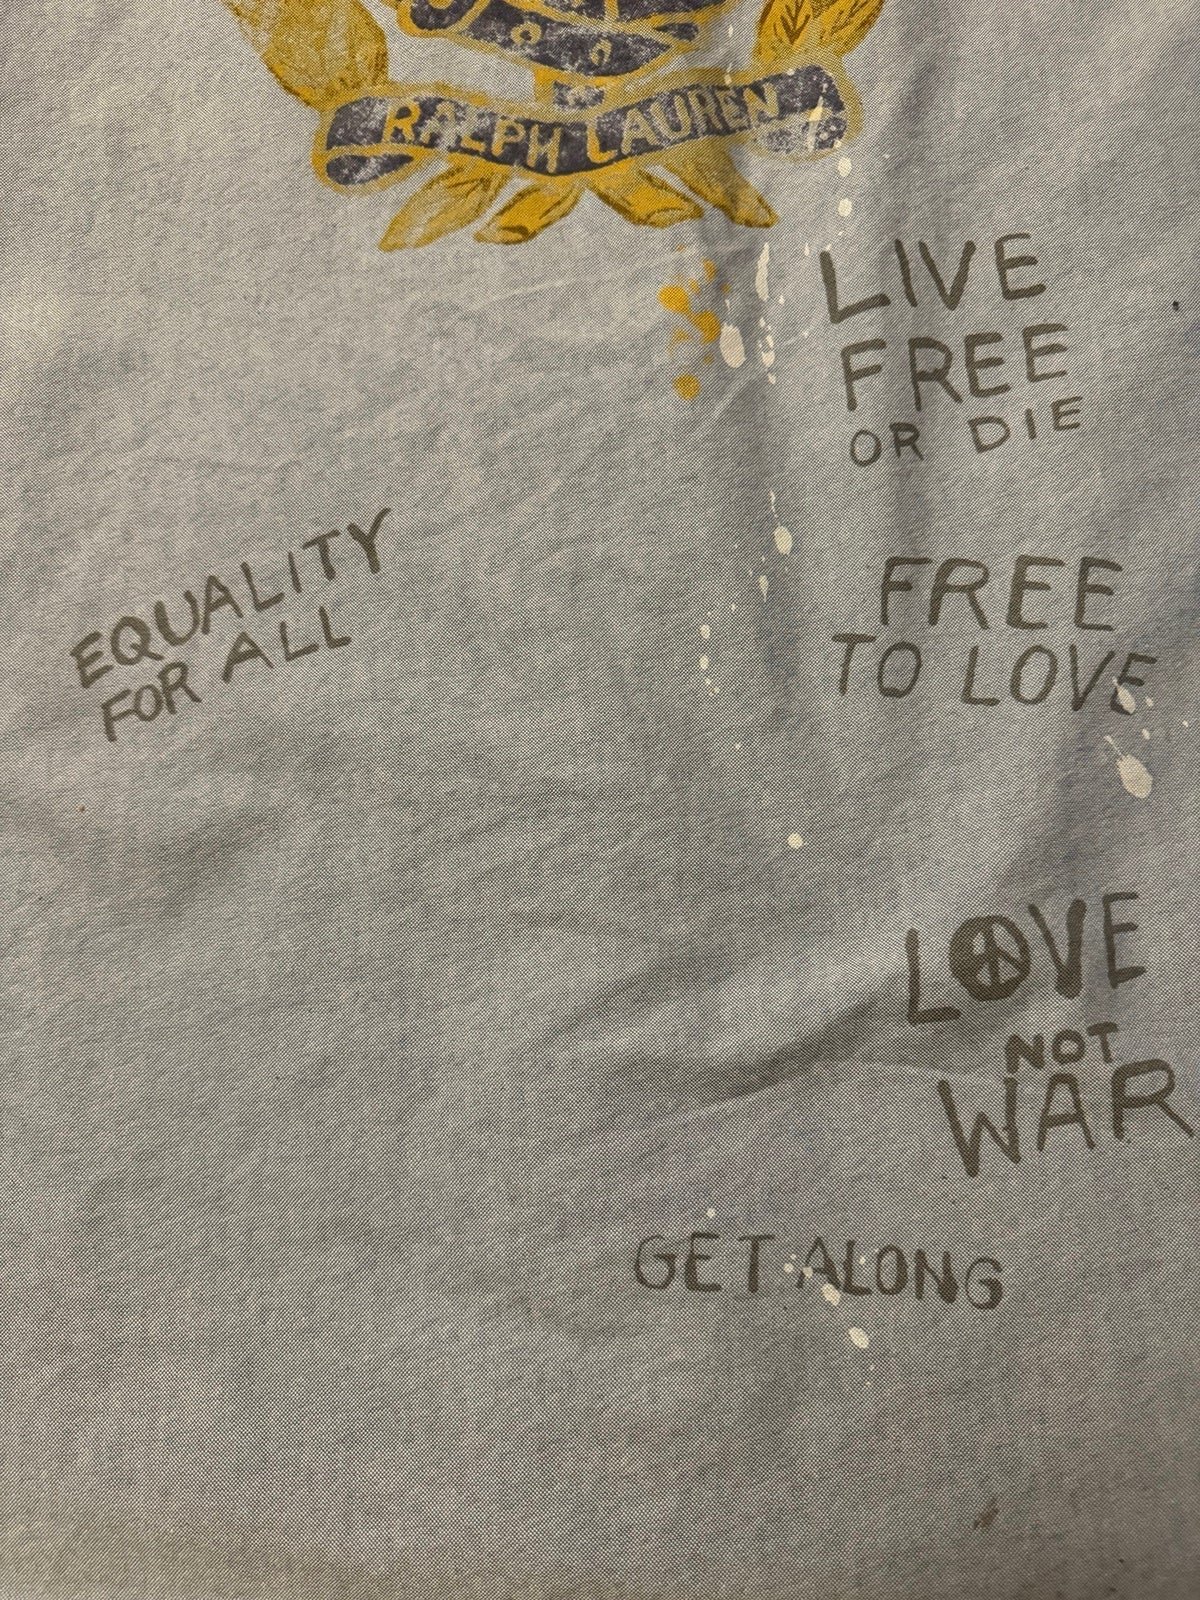 RALPH LAUREN
LIVE
FREE
OR DIE
EQUALITY
FOR ALL
FREE
TO LOVE
LOVE
NOT
WAR
GET ALONG